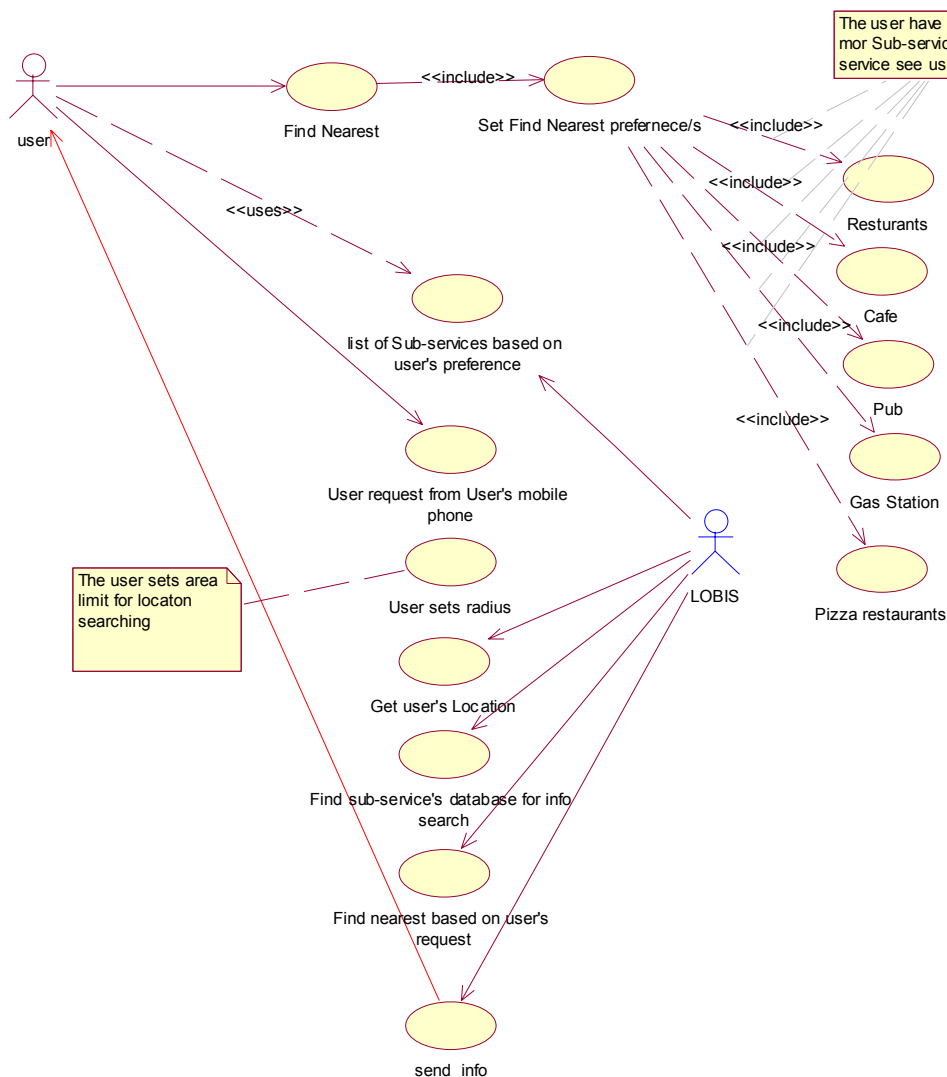 The user have
mor Sub-servic
service see us
user
Find Nearest
<<include>>
Set Find Nearest prefernece/s
<<include>>
Resturants
<<include>>
<<uses>>
<<include>>
Cafe
list of Sub-services based on
user's preference
<<include>>
Pub
<<include>>
User request from User's mobile
phone
Gas Station
The user sets area
limit for locaton
searching
User sets radius
LOBIS
Pizza restaurants
Get user's Location
Find sub-service's database for info
search
Find nearest based on user's
request
send info